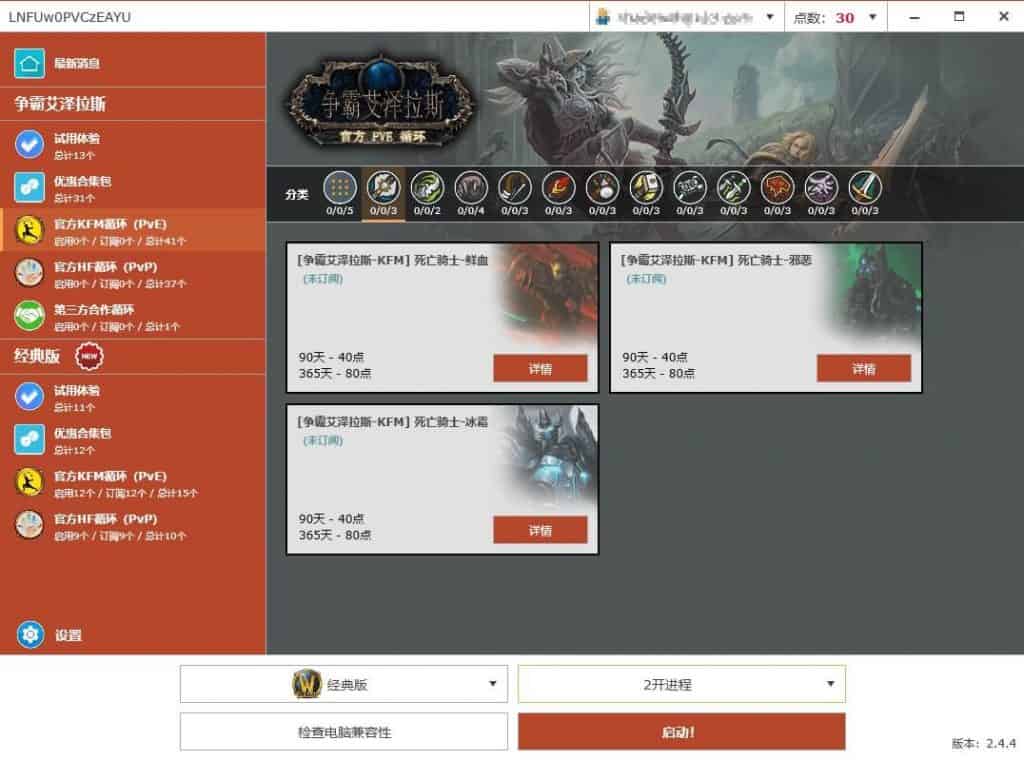 LNFUw0PVCzEAYU
点数: 30
最新消息
争霸艾泽拉斯
试用体验
总计13个
优惠合集包
总计31个
官方KFM循环 (PvE)
启用0个 / 订阅0个 / 总计41个
官方HF循环 (PvP)
启用0个 / 订阅0个 / 总计37个
第三方合作循环
启用0个 / 订阅0个 / 总计1个
经典版 NEW
试用体验
总计11个
优惠合集包
总计12个
官方KFM循环 (PvE)
启用12个 / 订阅12个 / 总计15个
官方HF循环 (PvP)
启用9个 / 订阅9个 / 总计10个
设置
争霸艾泽拉斯
官方 PVE 循环
分类
0/0/5 0/0/3 0/0/2 0/0/4 0/0/3 0/0/3 0/0/3 0/0/3 0/0/3 0/0/3 0/0/3 0/0/3 0/0/3
[争霸艾泽拉斯-KFM] 死亡骑士-鲜血
(未订阅)
90天 - 40点
365天 - 80点
详情
[争霸艾泽拉斯-KFM] 死亡骑士-邪恶
(未订阅)
90天 - 40点
365天 - 80点
详情
[争霸艾泽拉斯-KFM] 死亡骑士-冰霜
(未订阅)
90天 - 40点
365天 - 80点
详情
经典版
2开进程
检查电脑兼容性
启动!
版本: 2.4.4